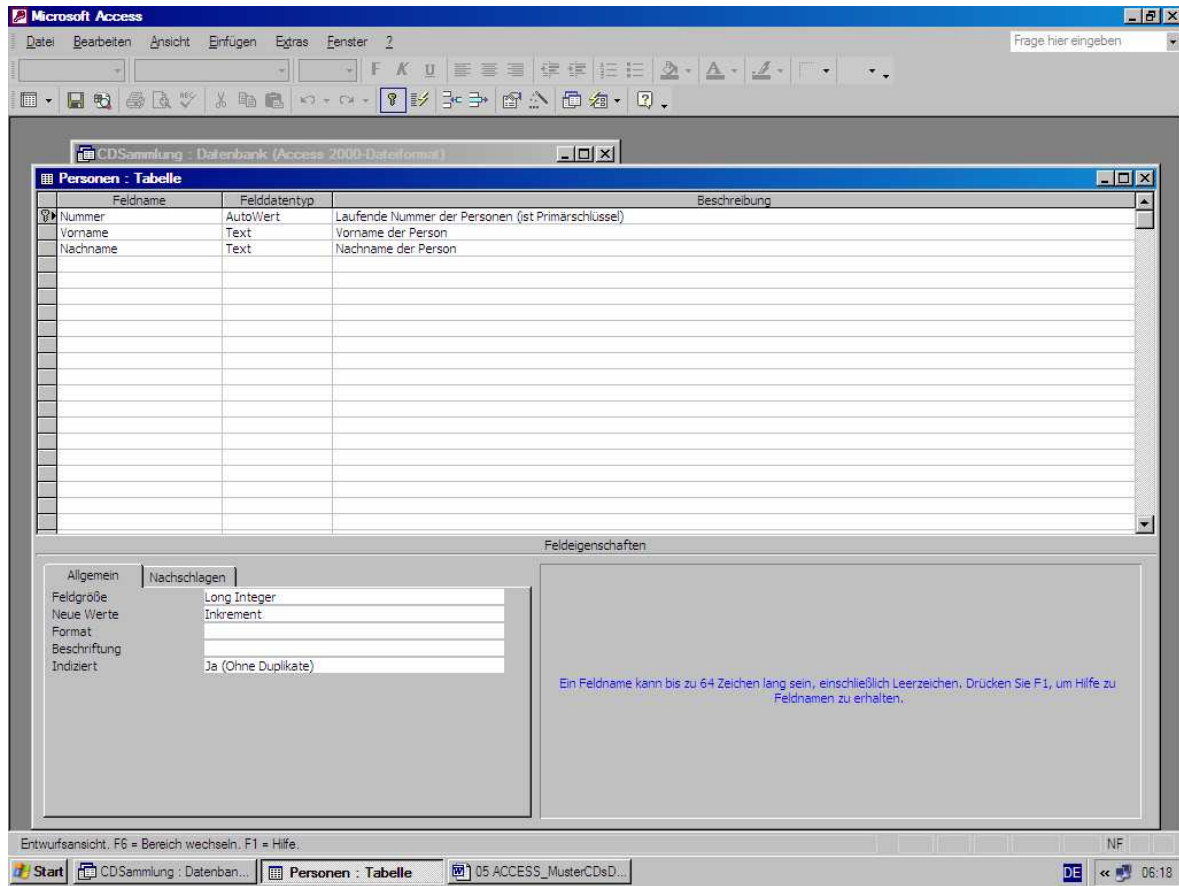 Microsoft Access
Datei Bearbeiten Ansicht Einfügen Extras Fenster ?
Frage hier eingeben
F K U
CDSammlung : Datenbank (Access 2000-Dateiformat)
Personen : Tabelle
Feldname Felddatentyp Beschreibung
Nummer AutoWert Laufende Nummer der Personen (ist Primärschlüssel)
Vorname Text Vorname der Person
Nachname Text Nachname der Person
Feldeigenschaften
Allgemein Nachschlagen
Feldgröße Long Integer
Neue Werte Inkrement
Format
Beschriftung
Indiziert Ja (Ohne Duplikate)
Ein Feldname kann bis zu 64 Zeichen lang sein, einschließlich Leerzeichen. Drücken Sie F1, um Hilfe zu
Feldnamen zu erhalten.
Entwurfsansicht. F6 = Bereich wechseln. F1 = Hilfe.
NF
Start CDSammlung : Datenban... Personen : Tabelle 05 ACCESS_MusterCDsD... DE « 06:18